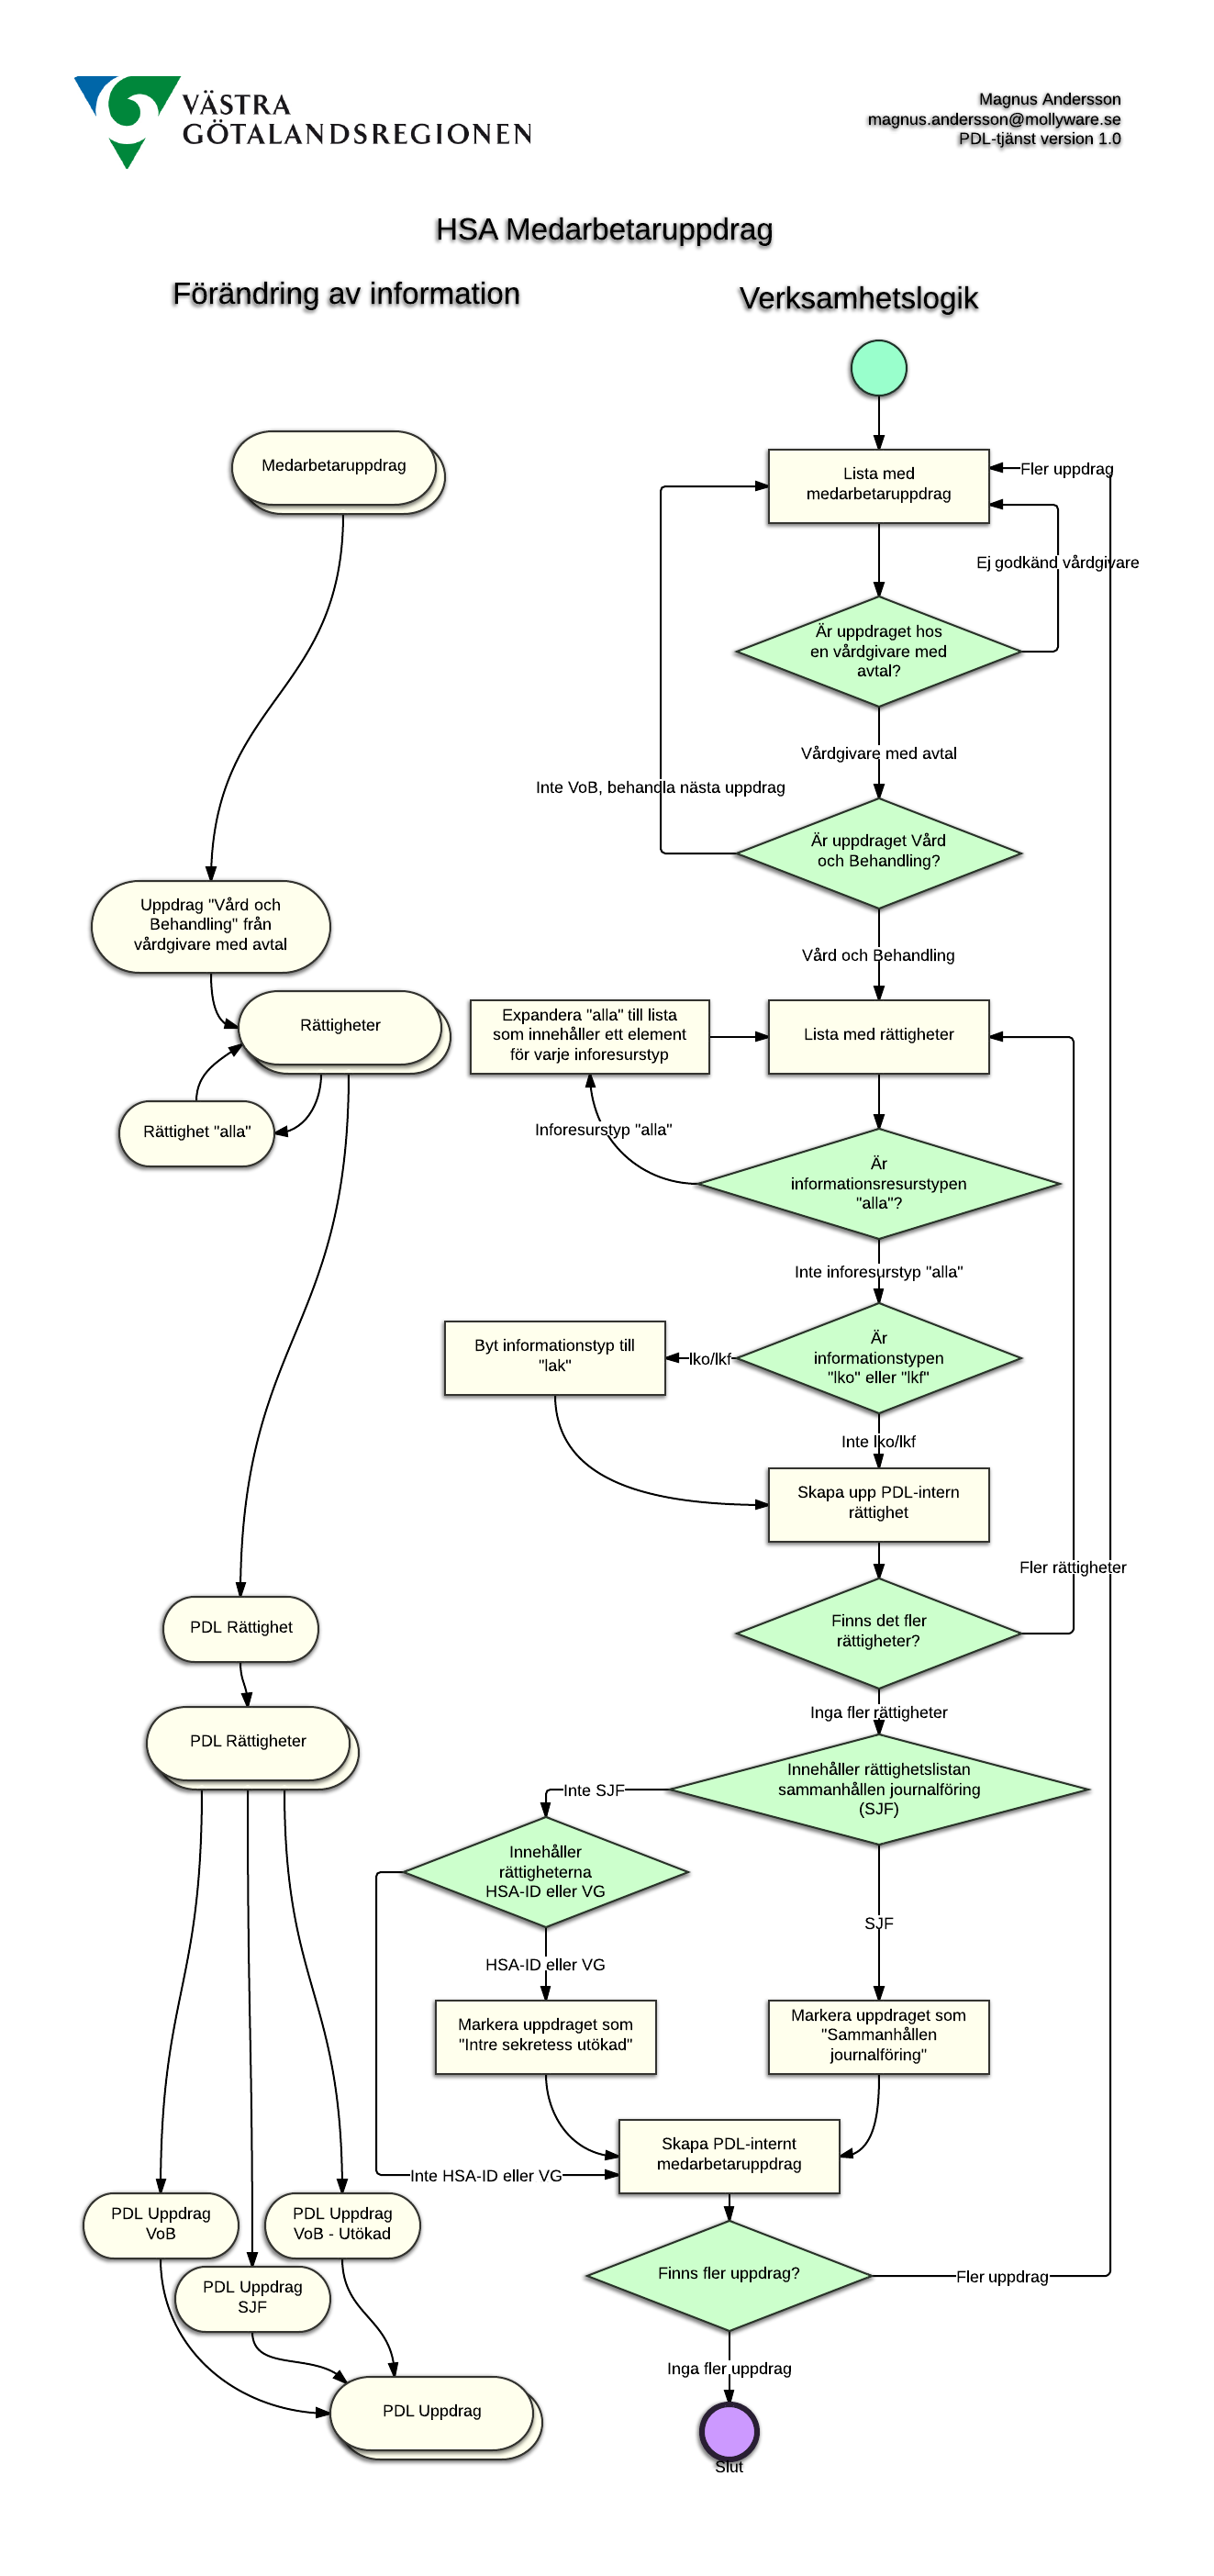 VÄSTRA
GÖTALANDSREGIONEN
Magnus Andersson
magnus.andersson@mollyware.se
PDL-tjänst version 1.0
HSA Medarbetaruppdrag
Förändring av information
Verksamhetslogik
Medarbetaruppdrag
Uppdrag "Vård och
Behandling" från
vårdgivare med avtal
Rättigheter
Rättighet "alla"
PDL Rättighet
PDL Rättigheter
PDL Uppdrag
VoB
PDL Uppdrag
VoB - Utökad
PDL Uppdrag
SJF
PDL Uppdrag
Lista med
medarbetaruppdrag
Fler uppdrag
Ej godkänd vårdgivare
Är uppdraget hos
en vårdgivare med
avtal?
Vårdgivare med avtal
Inte VoB, behandla nästa uppdrag
Är uppdraget Vård
och Behandling?
Vård och Behandling
Expandera "alla" till lista
som innehåller ett element
för varje inforesurstyp
Lista med rättigheter
Inforesurstyp "alla"
Är
informationsresurstypen
"alla"?
Inte inforesurstyp "alla"
Byt informationstyp till
"lak"
lko/lkf
Är
informationstypen
"lko" eller "lkf"
Inte lko/lkf
Skapa upp PDL-intern
rättighet
Fler rättigheter
Finns det fler
rättigheter?
Inga fler rättigheter
Innehåller rättighetslistan
sammanhållen journalföring
(SJF)
Inte SJF
Innehåller
rättigheterna
HSA-ID eller VG
SJF
HSA-ID eller VG
Markera uppdraget som
"Intre sekretess utökad"
Markera uppdraget som
"Sammanhållen
journalföring"
Skapa PDL-internt
medarbetaruppdrag
Inte HSA-ID eller VG
Finns fler uppdrag?
Fler uppdrag
Inga fler uppdrag
Slut